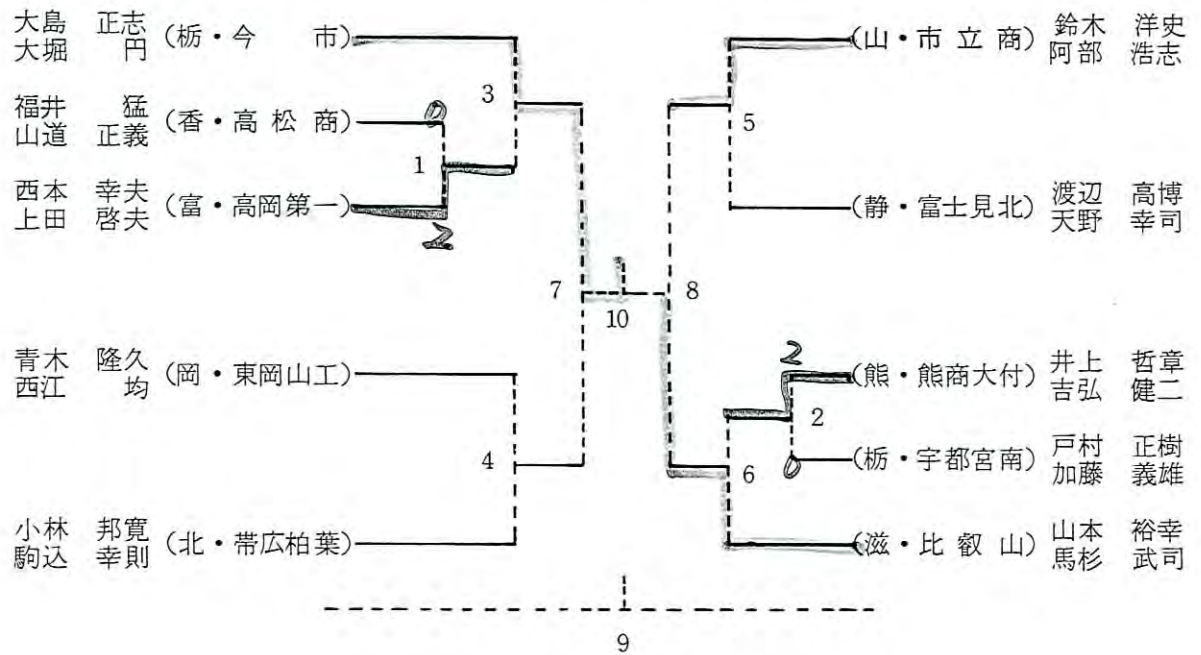 大島 正志 (栃・今 市)
大堀 円
3
福井 猛 (香・高松商) 0
山道 正義
1
西本 幸夫 (富・高岡第一)
上田 啓夫
2
7
青木 隆久 (岡・東岡山工)
西江 均
4
小林 邦寛 (北・帯広柏葉)
駒込 幸則
10
9
(山・市立商) 鈴木 洋史
阿部 浩志
5
(静・富士見北) 渡辺 高博
天野 幸司
8
2
(熊・熊商大付) 井上 哲章
吉弘 健二
2
(栃・宇都宮南) 戸村 正樹
加藤 義雄
0
6
(滋・比叡山) 山本 裕幸
馬杉 武司